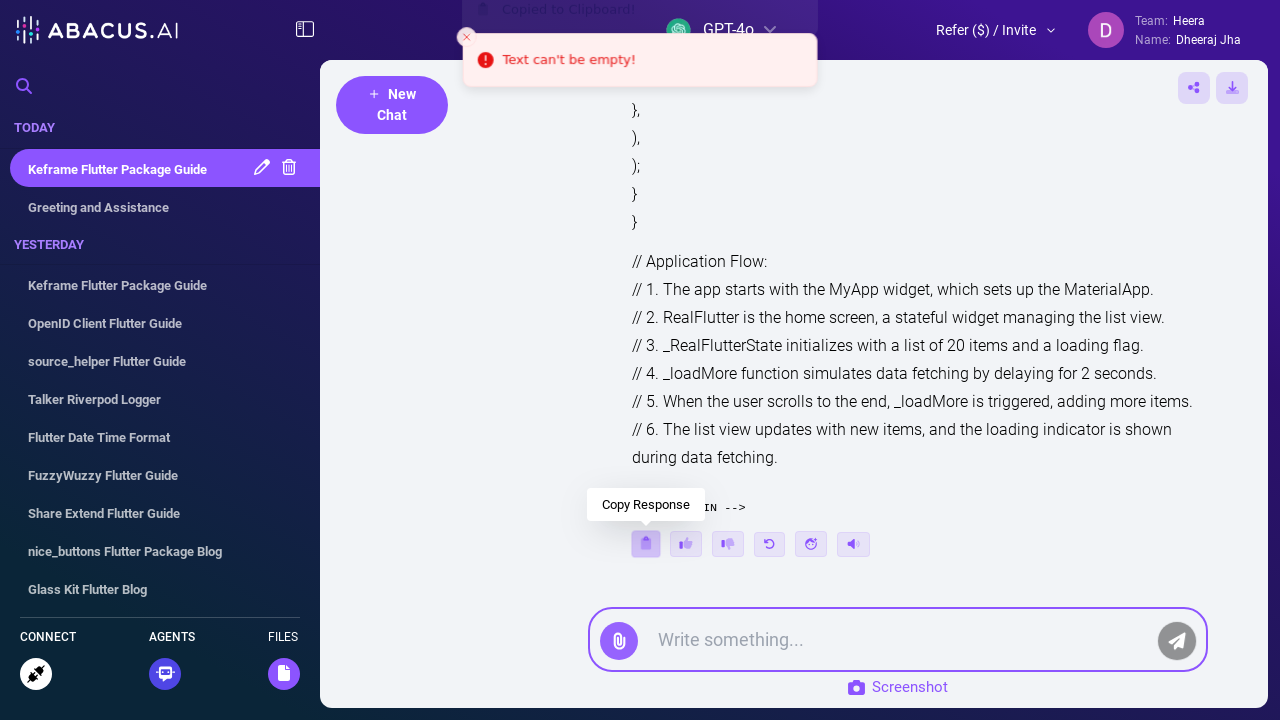 ABACUS.AI
Copied to Clipboard!
GPT-4o
Refer ($) / Invite
D
Team: Heera
Name: Dheeraj Jha
Text can't be empty!
+ New
Chat
TODAY
Keframe Flutter Package Guide
Greeting and Assistance
YESTERDAY
Keframe Flutter Package Guide
OpenID Client Flutter Guide
source_helper Flutter Guide
Talker Riverpod Logger
Flutter Date Time Format
FuzzyWuzzy Flutter Guide
Share Extend Flutter Guide
nice_buttons Flutter Package Blog
Glass Kit Flutter Blog
CONNECT
AGENTS
FILES
},
),
);
}
}
// Application Flow:
// 1. The app starts with the MyApp widget, which sets up the MaterialApp.
// 2. RealFlutter is the home screen, a stateful widget managing the list view.
// 3. _RealFlutterState initializes with a list of 20 items and a loading flag.
// 4. _loadMore function simulates data fetching by delaying for 2 seconds.
// 5. When the user scrolls to the end, _loadMore is triggered, adding more items.
// 6. The list view updates with new items, and the loading indicator is shown
during data fetching.
IN -->
Copy Response
Write something...
Screenshot